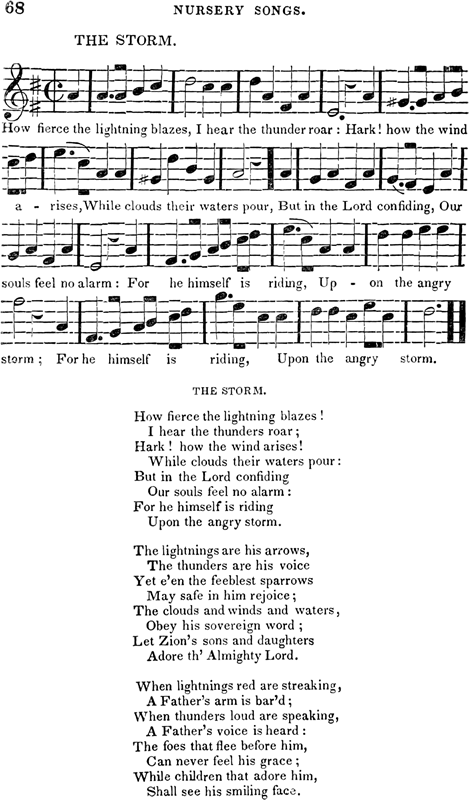 68
NURSERY SONGS.
THE STORM.
How fierce the lightning blazes, I hear the thunder roar : Hark! how the wind
a - rises, While clouds their waters pour, But in the Lord confiding, Our
souls feel no alarm : For he himself is riding, Up - on the angry
storm ; For he himself is riding, Upon the angry storm.
THE STORM.
How fierce the lightning blazes !
I hear the thunders roar ;
Hark ! how the wind arises !
While clouds their waters pour :
But in the Lord confiding
Our souls feel no alarm :
For he himself is riding
Upon the angry storm.
The lightnings are his arrows,
The thunders are his voice
Yet e'en the feeblest sparrows
May safe in him rejoice ;
The clouds and winds and waters,
Obey his sovereign word ;
Let Zion's sons and daughters
Adore th' Almighty Lord.
When lightnings red are streaking,
A Father's arm is bar'd ;
When thunders loud are speaking,
A Father's voice is heard :
The foes that flee before him,
Can never feel his grace ;
While children that adore him,
Shall see his smiling face.